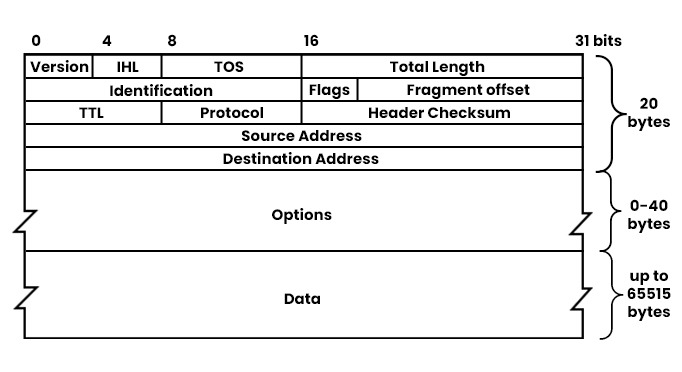 0 4 8 16 31 bits
Version IHL TOS Total Length
Identification Flags Fragment offset
TTL Protocol Header Checksum
Source Address
Destination Address
20
bytes
Options
0-40
bytes
Data
up to
65515
bytes